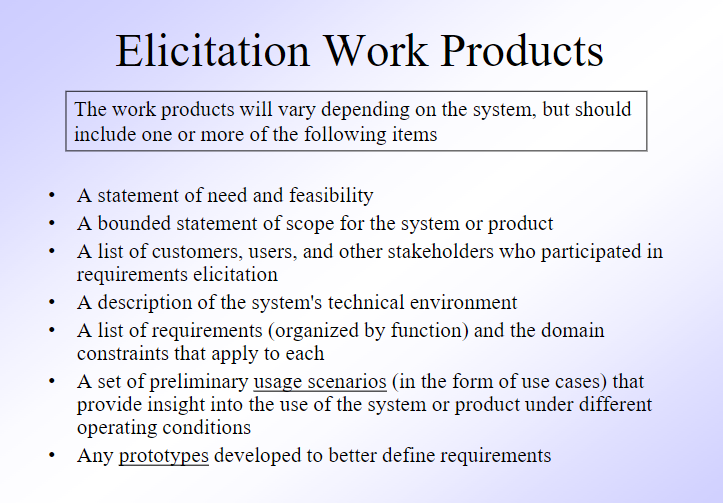 Elicitation Work Products
The work products will vary depending on the system, but should
include one or more of the following items
• A statement of need and feasibility
• A bounded statement of scope for the system or product
• A list of customers, users, and other stakeholders who participated in
requirements elicitation
• A description of the system's technical environment
• A list of requirements (organized by function) and the domain
constraints that apply to each
• A set of preliminary usage scenarios (in the form of use cases) that
provide insight into the use of the system or product under different
operating conditions
• Any prototypes developed to better define requirements